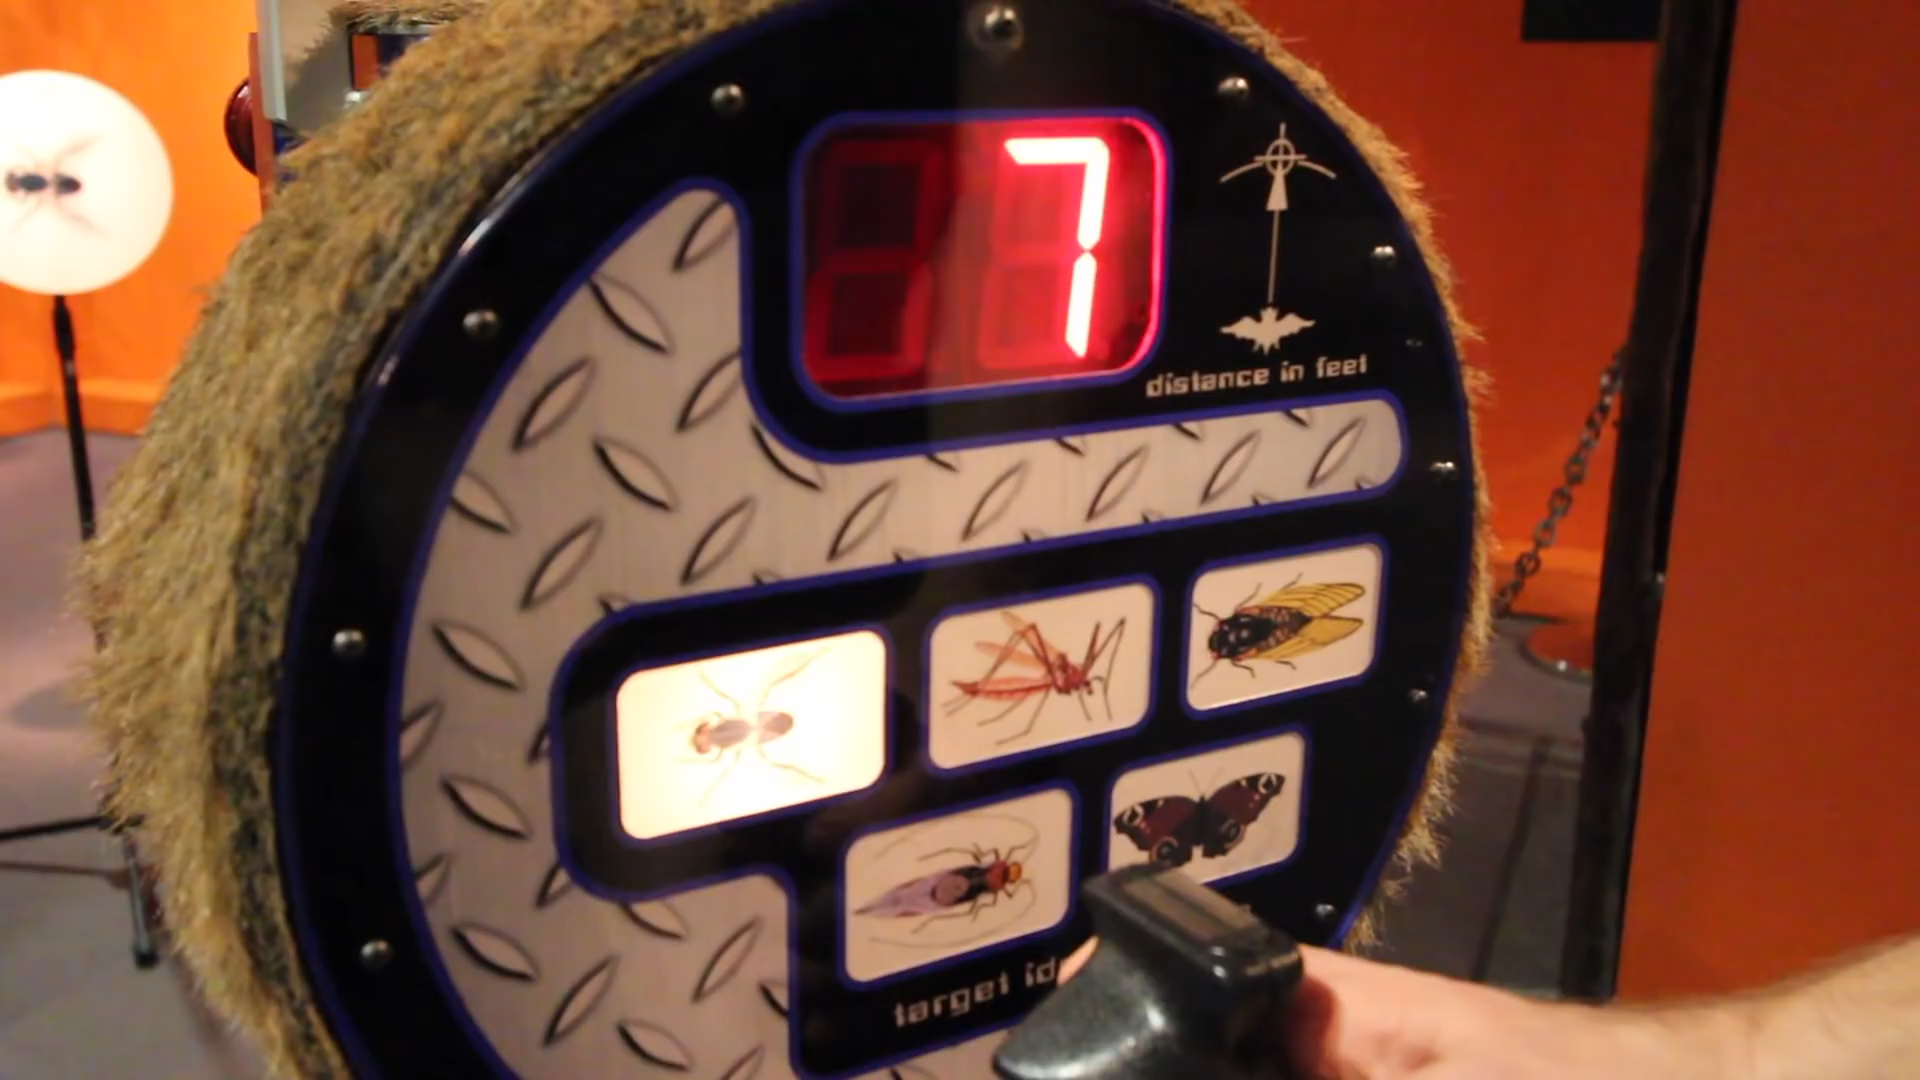 7
distance in feet
target id